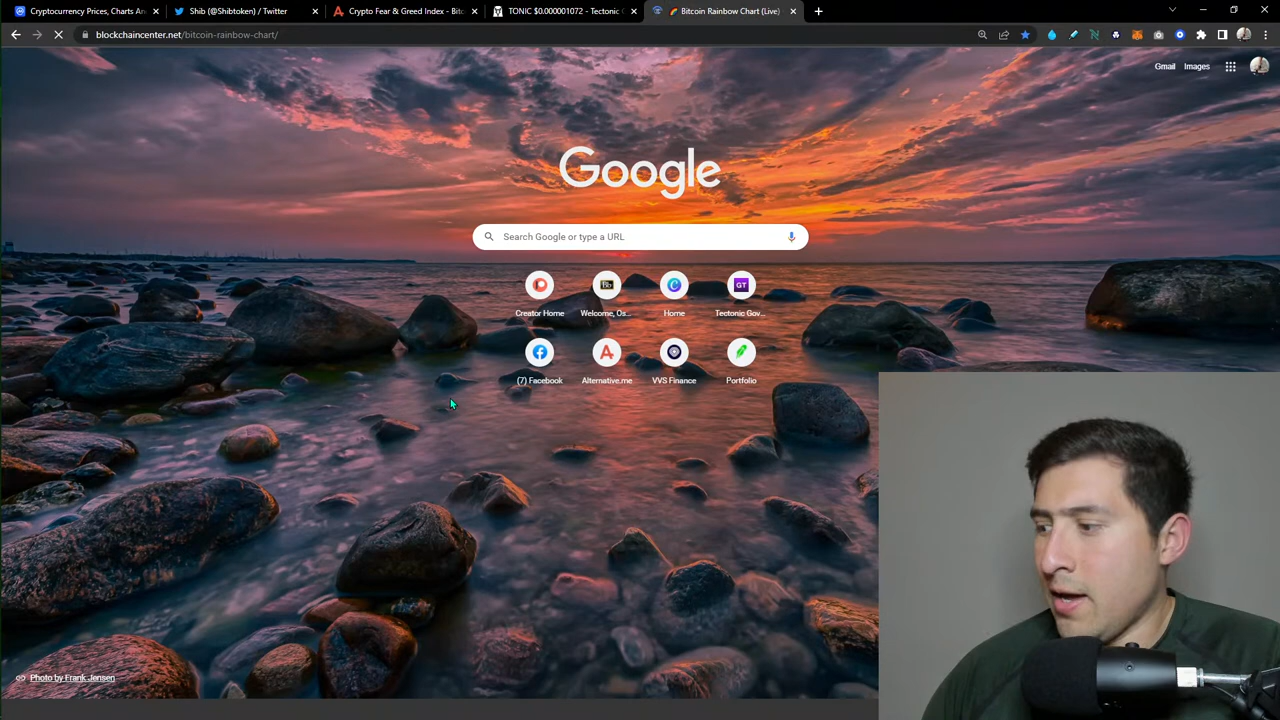 Cryptocurrency Prices, Charts An
Shib (@Shibtoken) / Twitter
Crypto Fear & Greed Index - Bitc
TONIC $0.000001072 - Tectonic
Bitcoin Rainbow Chart (Live)
blockchaincenter.net/bitcoin-rainbow-chart/
Gmail
Images
Google
Search Google or type a URL
Creator Home
Welcome, Os...
Home
Tectonic Gov...
(7) Facebook
Alternative.me
VVS Finance
Portfolio
Photo by Frank Jensen